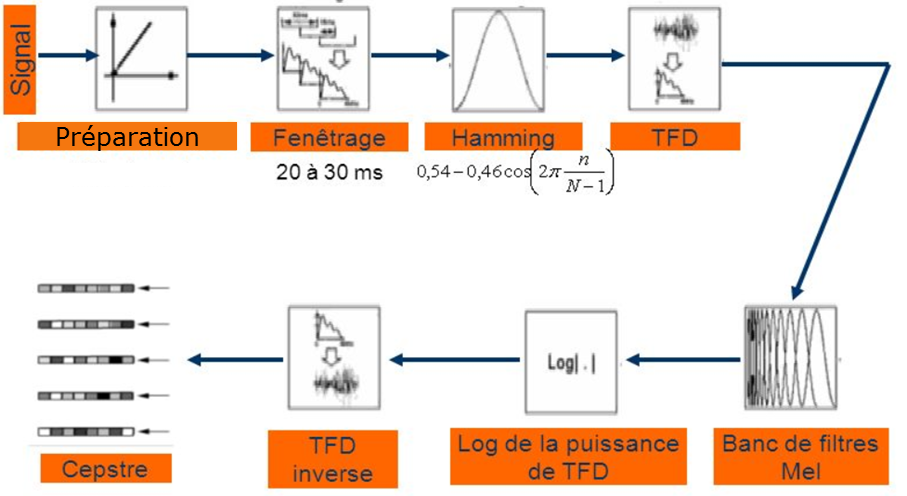 Signal
Préparation
Fenêtrage
Hamming
TFD
20 à 30 ms
0,54 – 0,46 cos(2π n/(N – 1))
Log| . |
TFD
inverse
Log de la puissance
de TFD
Banc de filtres
Mel
Cepstre